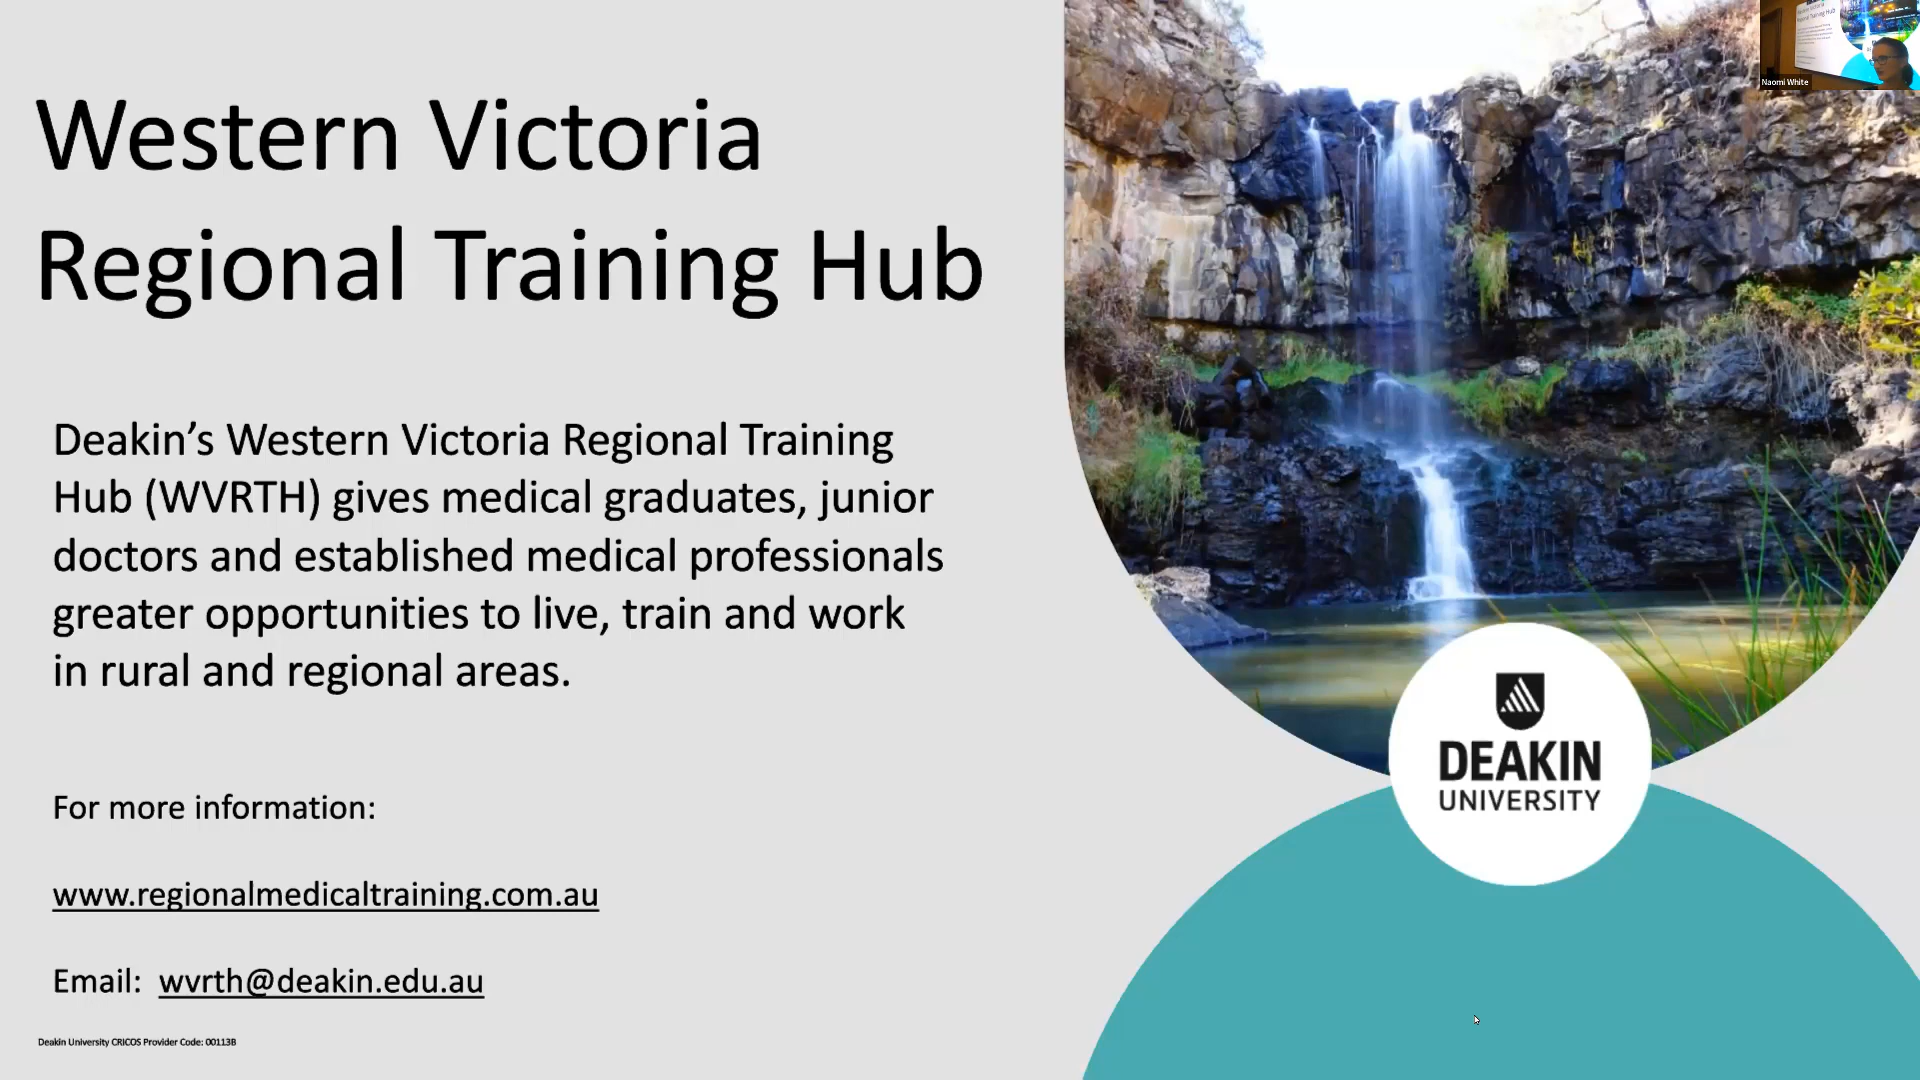 Western Victoria
Regional Training Hub
Deakin’s Western Victoria Regional Training
Hub (WVRTH) gives medical graduates, junior
doctors and established medical professionals
greater opportunities to live, train and work
in rural and regional areas.
For more information:
www.regionalmedicaltraining.com.au
Email: wvrth@deakin.edu.au
Deakin University CRICOS Provider Code: 00113B
DEAKIN
UNIVERSITY
Naomi White